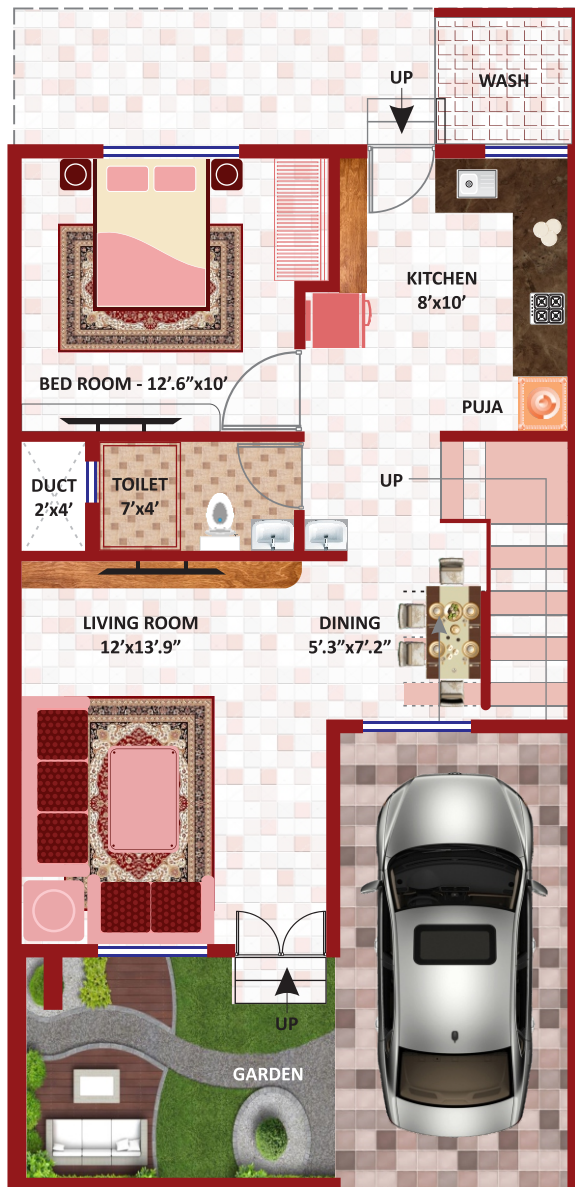 UP
WASH
KITCHEN
8’x10’
BED ROOM - 12’.6”x10’
PUJA
DUCT
2’x4’
TOILET
7’x4’
UP
LIVING ROOM
12’x13’.9”
DINING
5’.3”x7’.2”
UP
GARDEN